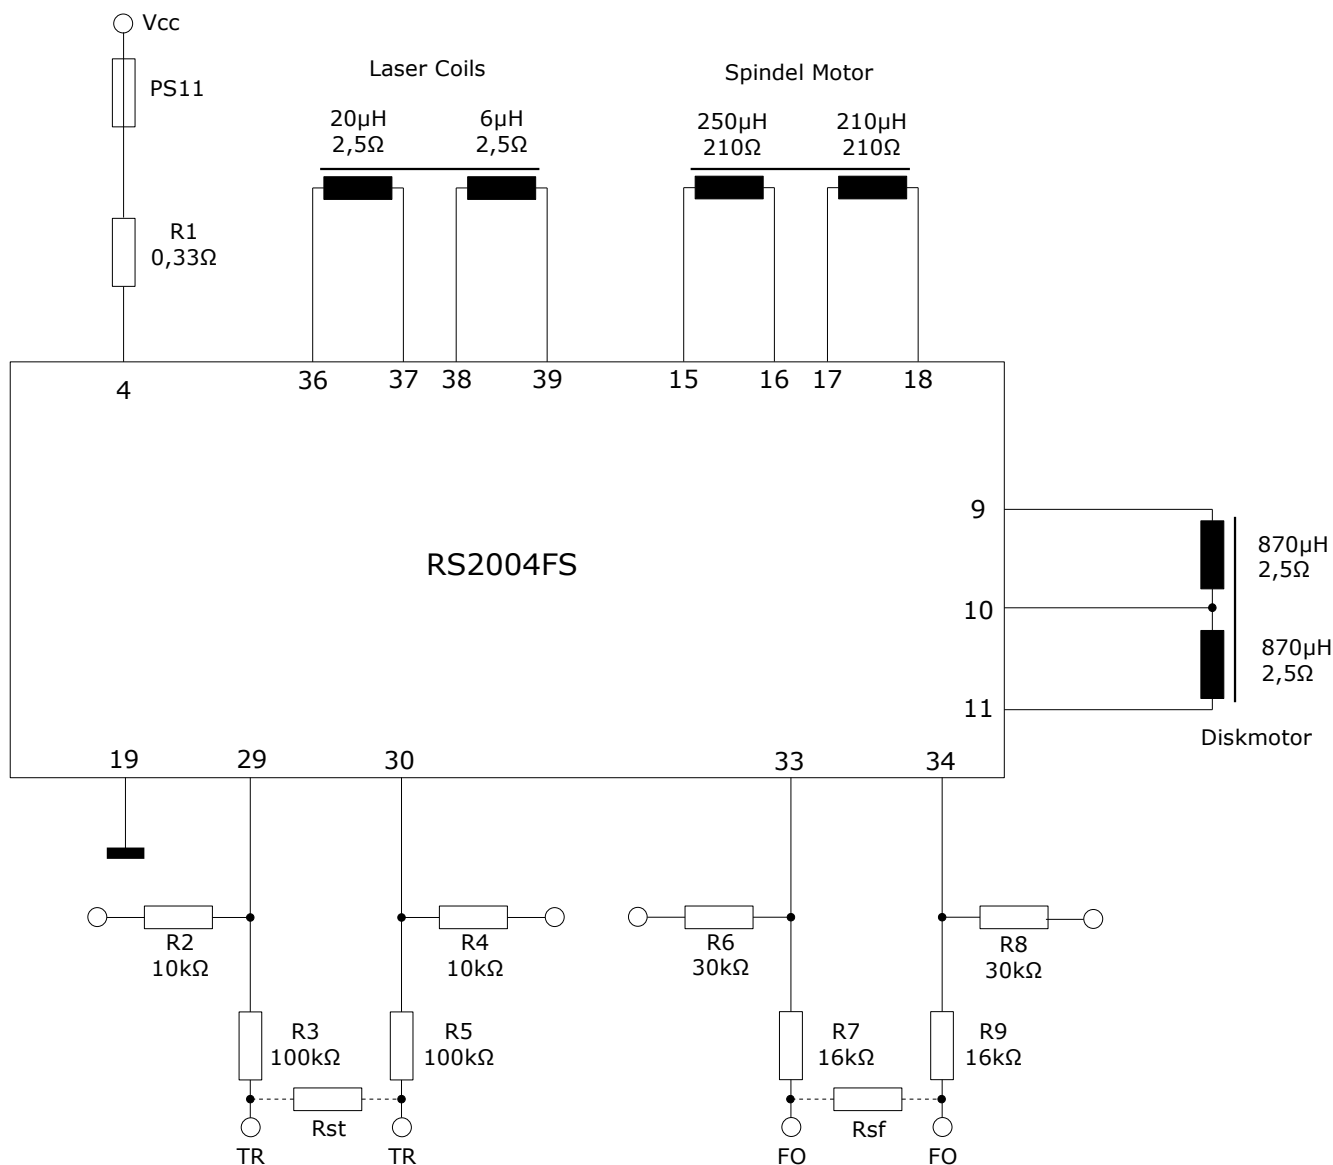 Vcc
PS11
R1
0,33Ω
Laser Coils
20µH
2,5Ω
6µH
2,5Ω
Spindel Motor
250µH
210Ω
210µH
210Ω
4
36
37
38
39
15
16
17
18
RS2004FS
9
10
11
870µH
2,5Ω
870µH
2,5Ω
Diskmotor
19
29
30
33
34
R2
10kΩ
R4
10kΩ
R6
30kΩ
R8
30kΩ
R3
100kΩ
R5
100kΩ
R7
16kΩ
R9
16kΩ
Rst
Rsf
TR
TR
FO
FO